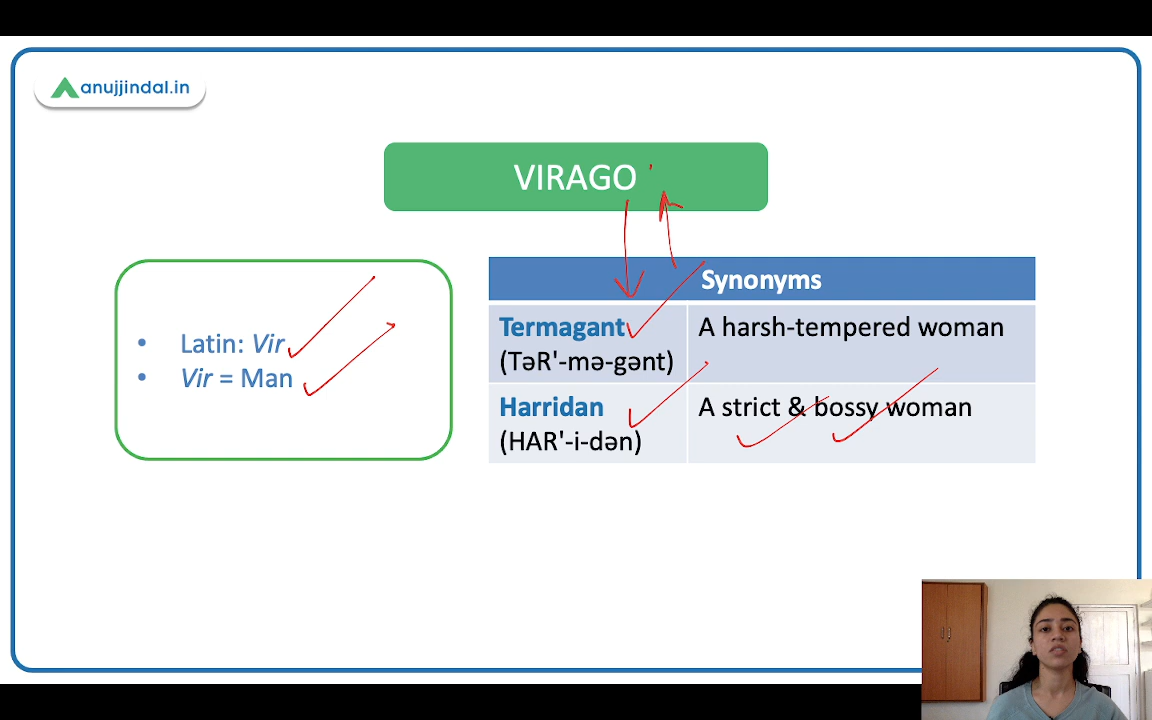 anujjindal.in
VIRAGO
• Latin: Vir
• Vir = Man
Synonyms
Termagant
(TəR'-mə-gənt)
A harsh-tempered woman
Harridan
(HAR'-i-dən)
A strict & bossy woman